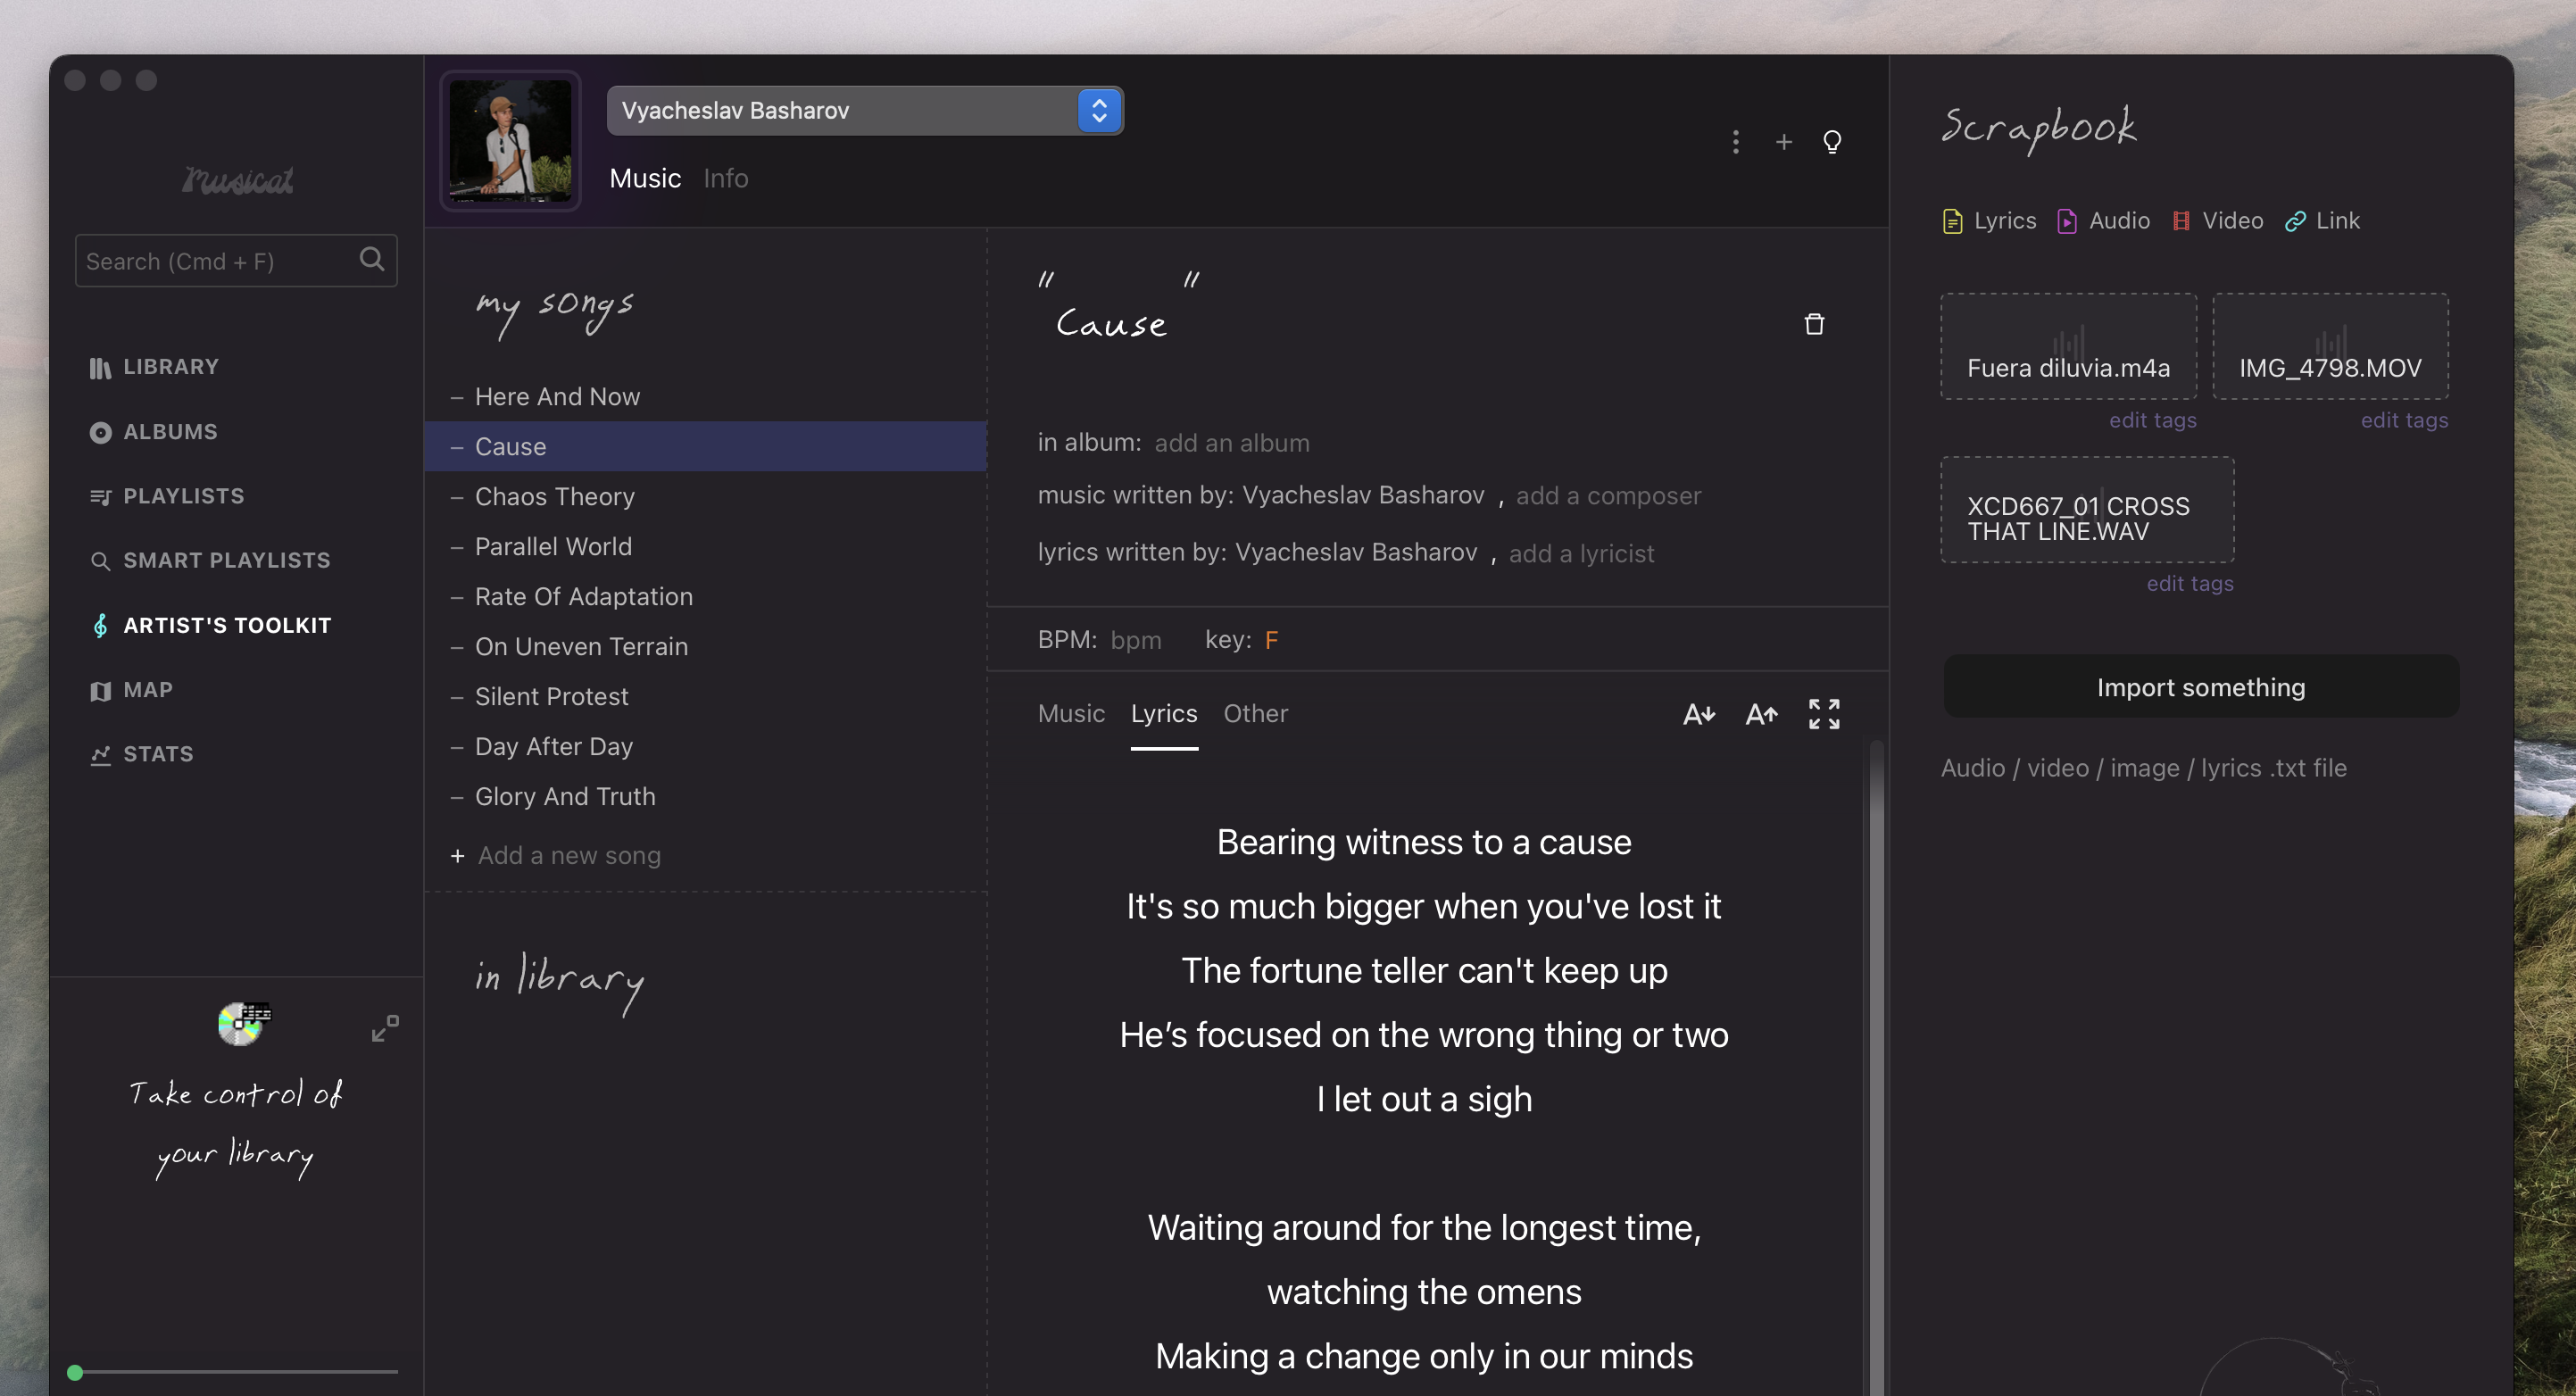 Musicat
Search (Cmd + F)
LIBRARY
ALBUMS
PLAYLISTS
SMART PLAYLISTS
ARTIST'S TOOLKIT
MAP
STATS
Take control of
your library
Vyacheslav Basharov
Music Info
my songs
– Here And Now
– Cause
– Chaos Theory
– Parallel World
– Rate Of Adaptation
– On Uneven Terrain
– Silent Protest
– Day After Day
– Glory And Truth
+ Add a new song
in library
" Cause "
in album: add an album
music written by: Vyacheslav Basharov , add a composer
lyrics written by: Vyacheslav Basharov , add a lyricist
BPM: bpm key: F
Music Lyrics Other
Bearing witness to a cause
It's so much bigger when you've lost it
The fortune teller can't keep up
He’s focused on the wrong thing or two
I let out a sigh
Waiting around for the longest time,
watching the omens
Making a change only in our minds
Scrapbook
Lyrics Audio Video Link
Fuera diluvia.m4a
edit tags
IMG_4798.MOV
edit tags
XCD667_01 CROSS
THAT LINE.WAV
edit tags
Import something
Audio / video / image / lyrics .txt file